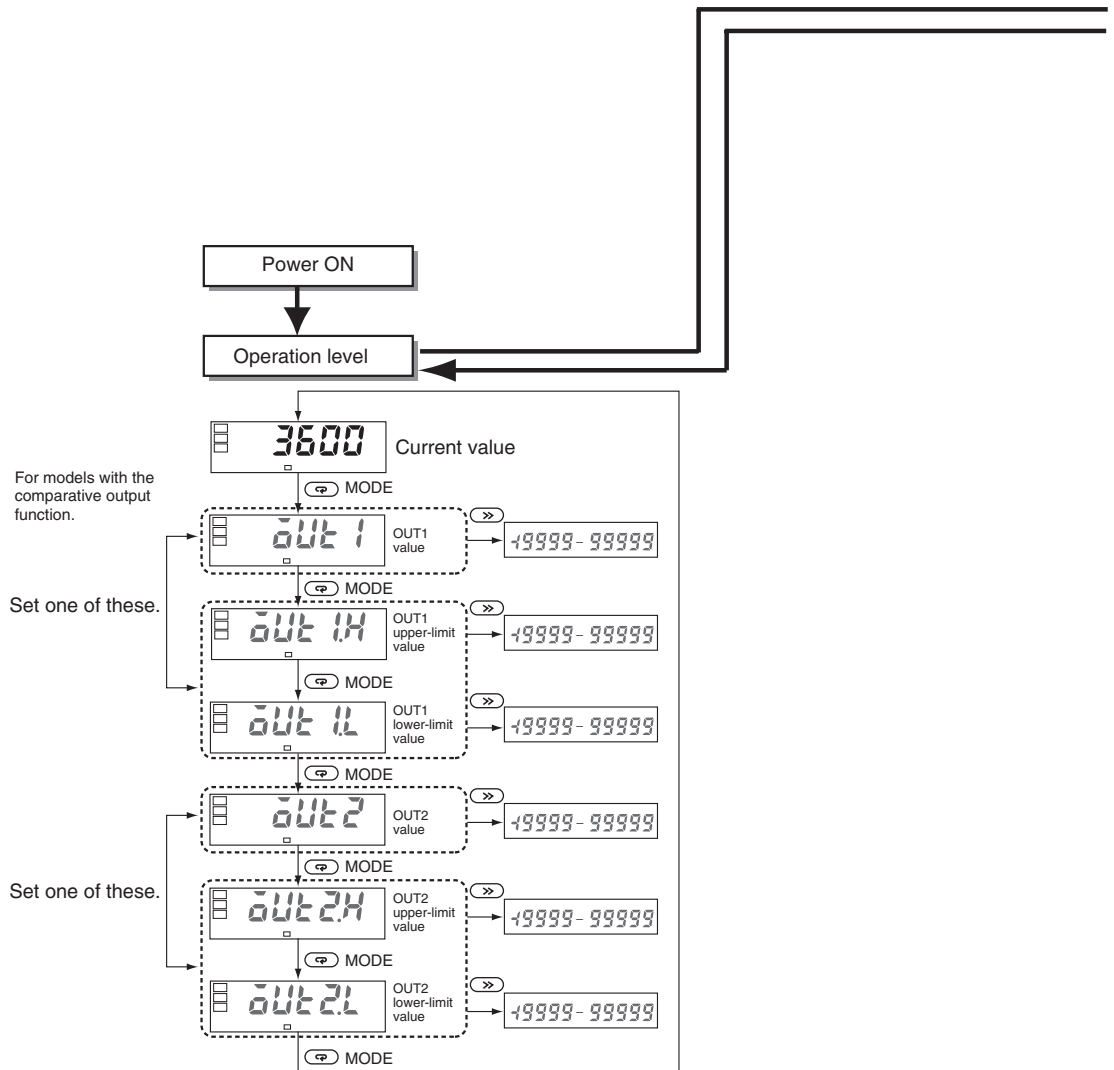 Power ON
Operation level
3600
Current value
For models with the
comparative output
function.
MODE
Set one of these.
oUt 1
OUT1
value
-19999-99999
MODE
oUt 1.H
OUT1
upper-limit
value
-19999-99999
MODE
oUt 1.L
OUT1
lower-limit
value
-19999-99999
MODE
Set one of these.
oUt2
OUT2
value
-19999-99999
MODE
oUt2.H
OUT2
upper-limit
value
-19999-99999
MODE
oUt2.L
OUT2
lower-limit
value
-19999-99999
MODE